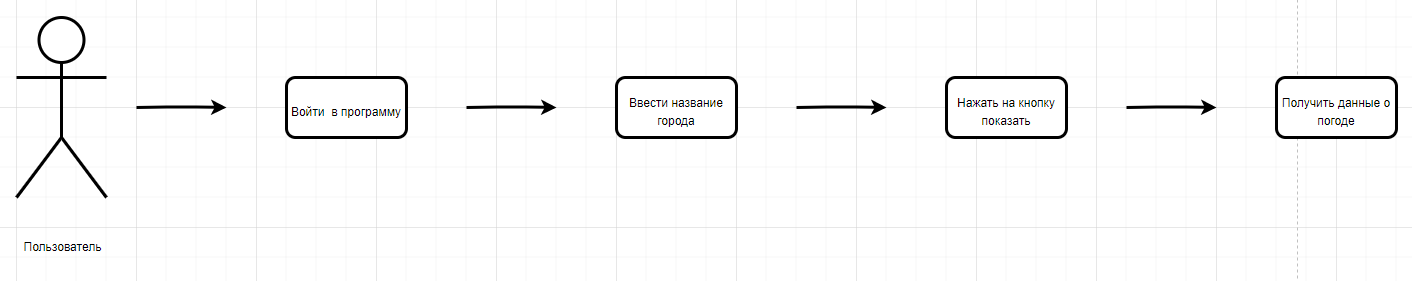 Войти  в программу
Ввести название
города
Нажать на кнопку
показать
Получить данные о
погоде
Пользователь